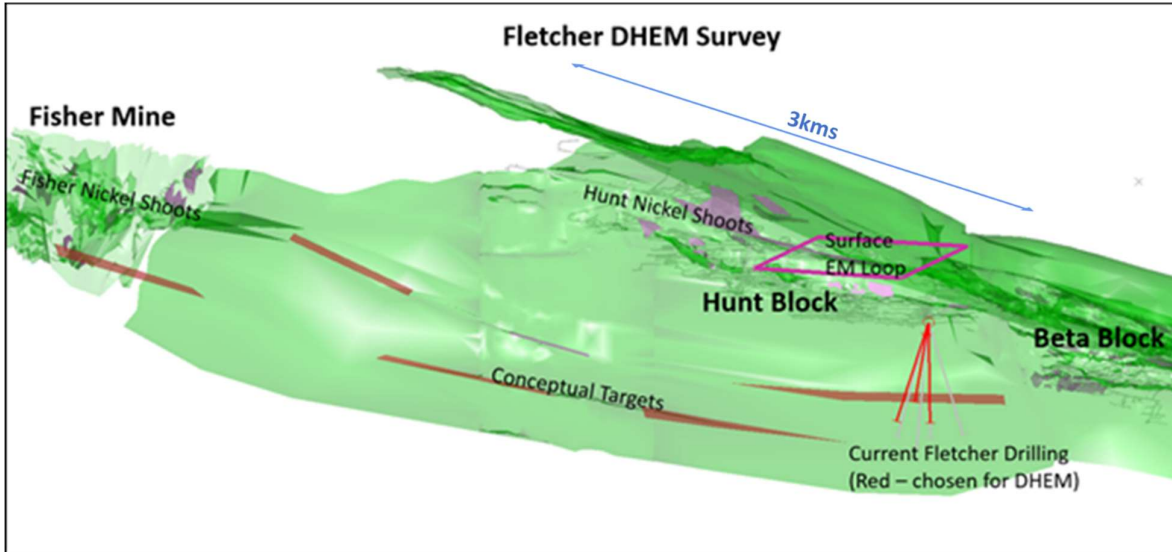 Fletcher DHEM Survey
3kms
Fisher Mine
Fisher Nickel Shoots
Hunt Nickel Shoots
Surface
EM Loop
Hunt Block
Beta Block
Conceptual Targets
Current Fletcher Drilling
(Red – chosen for DHEM)